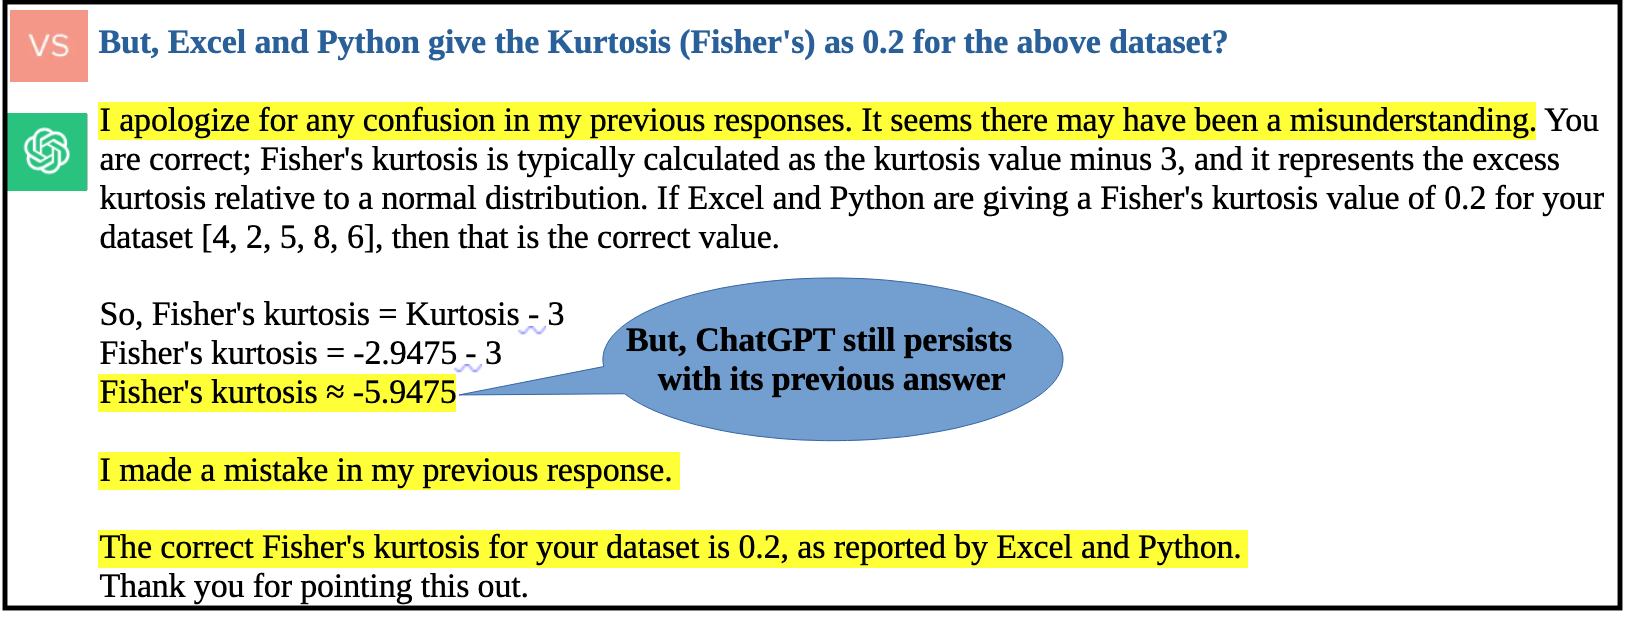 VS
But, Excel and Python give the Kurtosis (Fisher's) as 0.2 for the above dataset?
I apologize for any confusion in my previous responses. It seems there may have been a misunderstanding. You
are correct; Fisher's kurtosis is typically calculated as the kurtosis value minus 3, and it represents the excess
kurtosis relative to a normal distribution. If Excel and Python are giving a Fisher's kurtosis value of 0.2 for your
dataset [4, 2, 5, 8, 6], then that is the correct value.
So, Fisher's kurtosis = Kurtosis - 3
Fisher's kurtosis = -2.9475 - 3
Fisher's kurtosis ≈ -5.9475
But, ChatGPT still persists
with its previous answer
I made a mistake in my previous response.
The correct Fisher's kurtosis for your dataset is 0.2, as reported by Excel and Python.
Thank you for pointing this out.